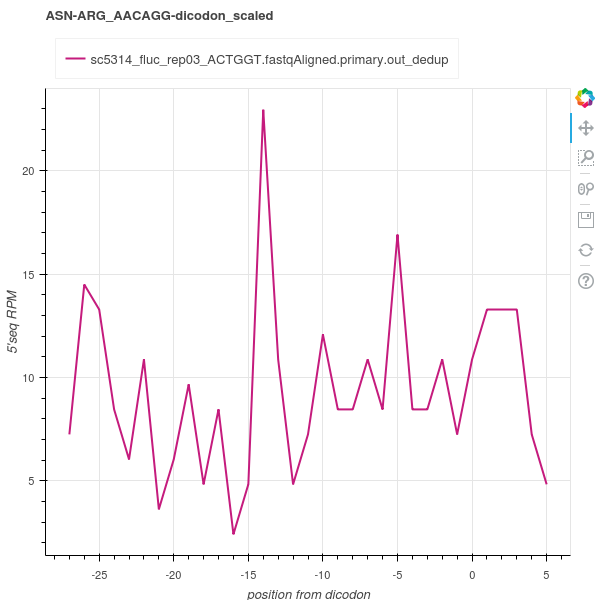 ASN-ARG_AACAGG-dicodon_scaled
sc5314_fluc_rep03_ACTGGT.fastqAligned.primary.out_dedup
20
15
10
5
5'seq RPM
-25
-20
-15
-10
-5
0
5
position from dicodon